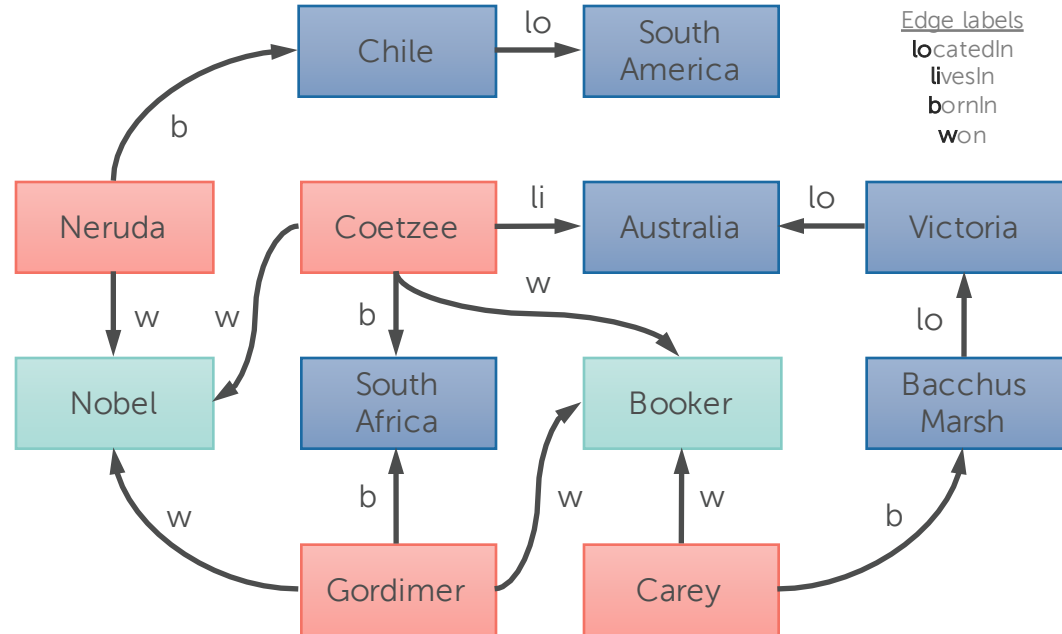 Edge labels
locatedIn
livesIn
bornIn
won
Chile
lo
South
America
b
Neruda
Coetzee
li
Australia
lo
Victoria
w
w
b
w
lo
Nobel
South
Africa
Booker
Bacchus
Marsh
w
b
w
w
b
Gordimer
Carey